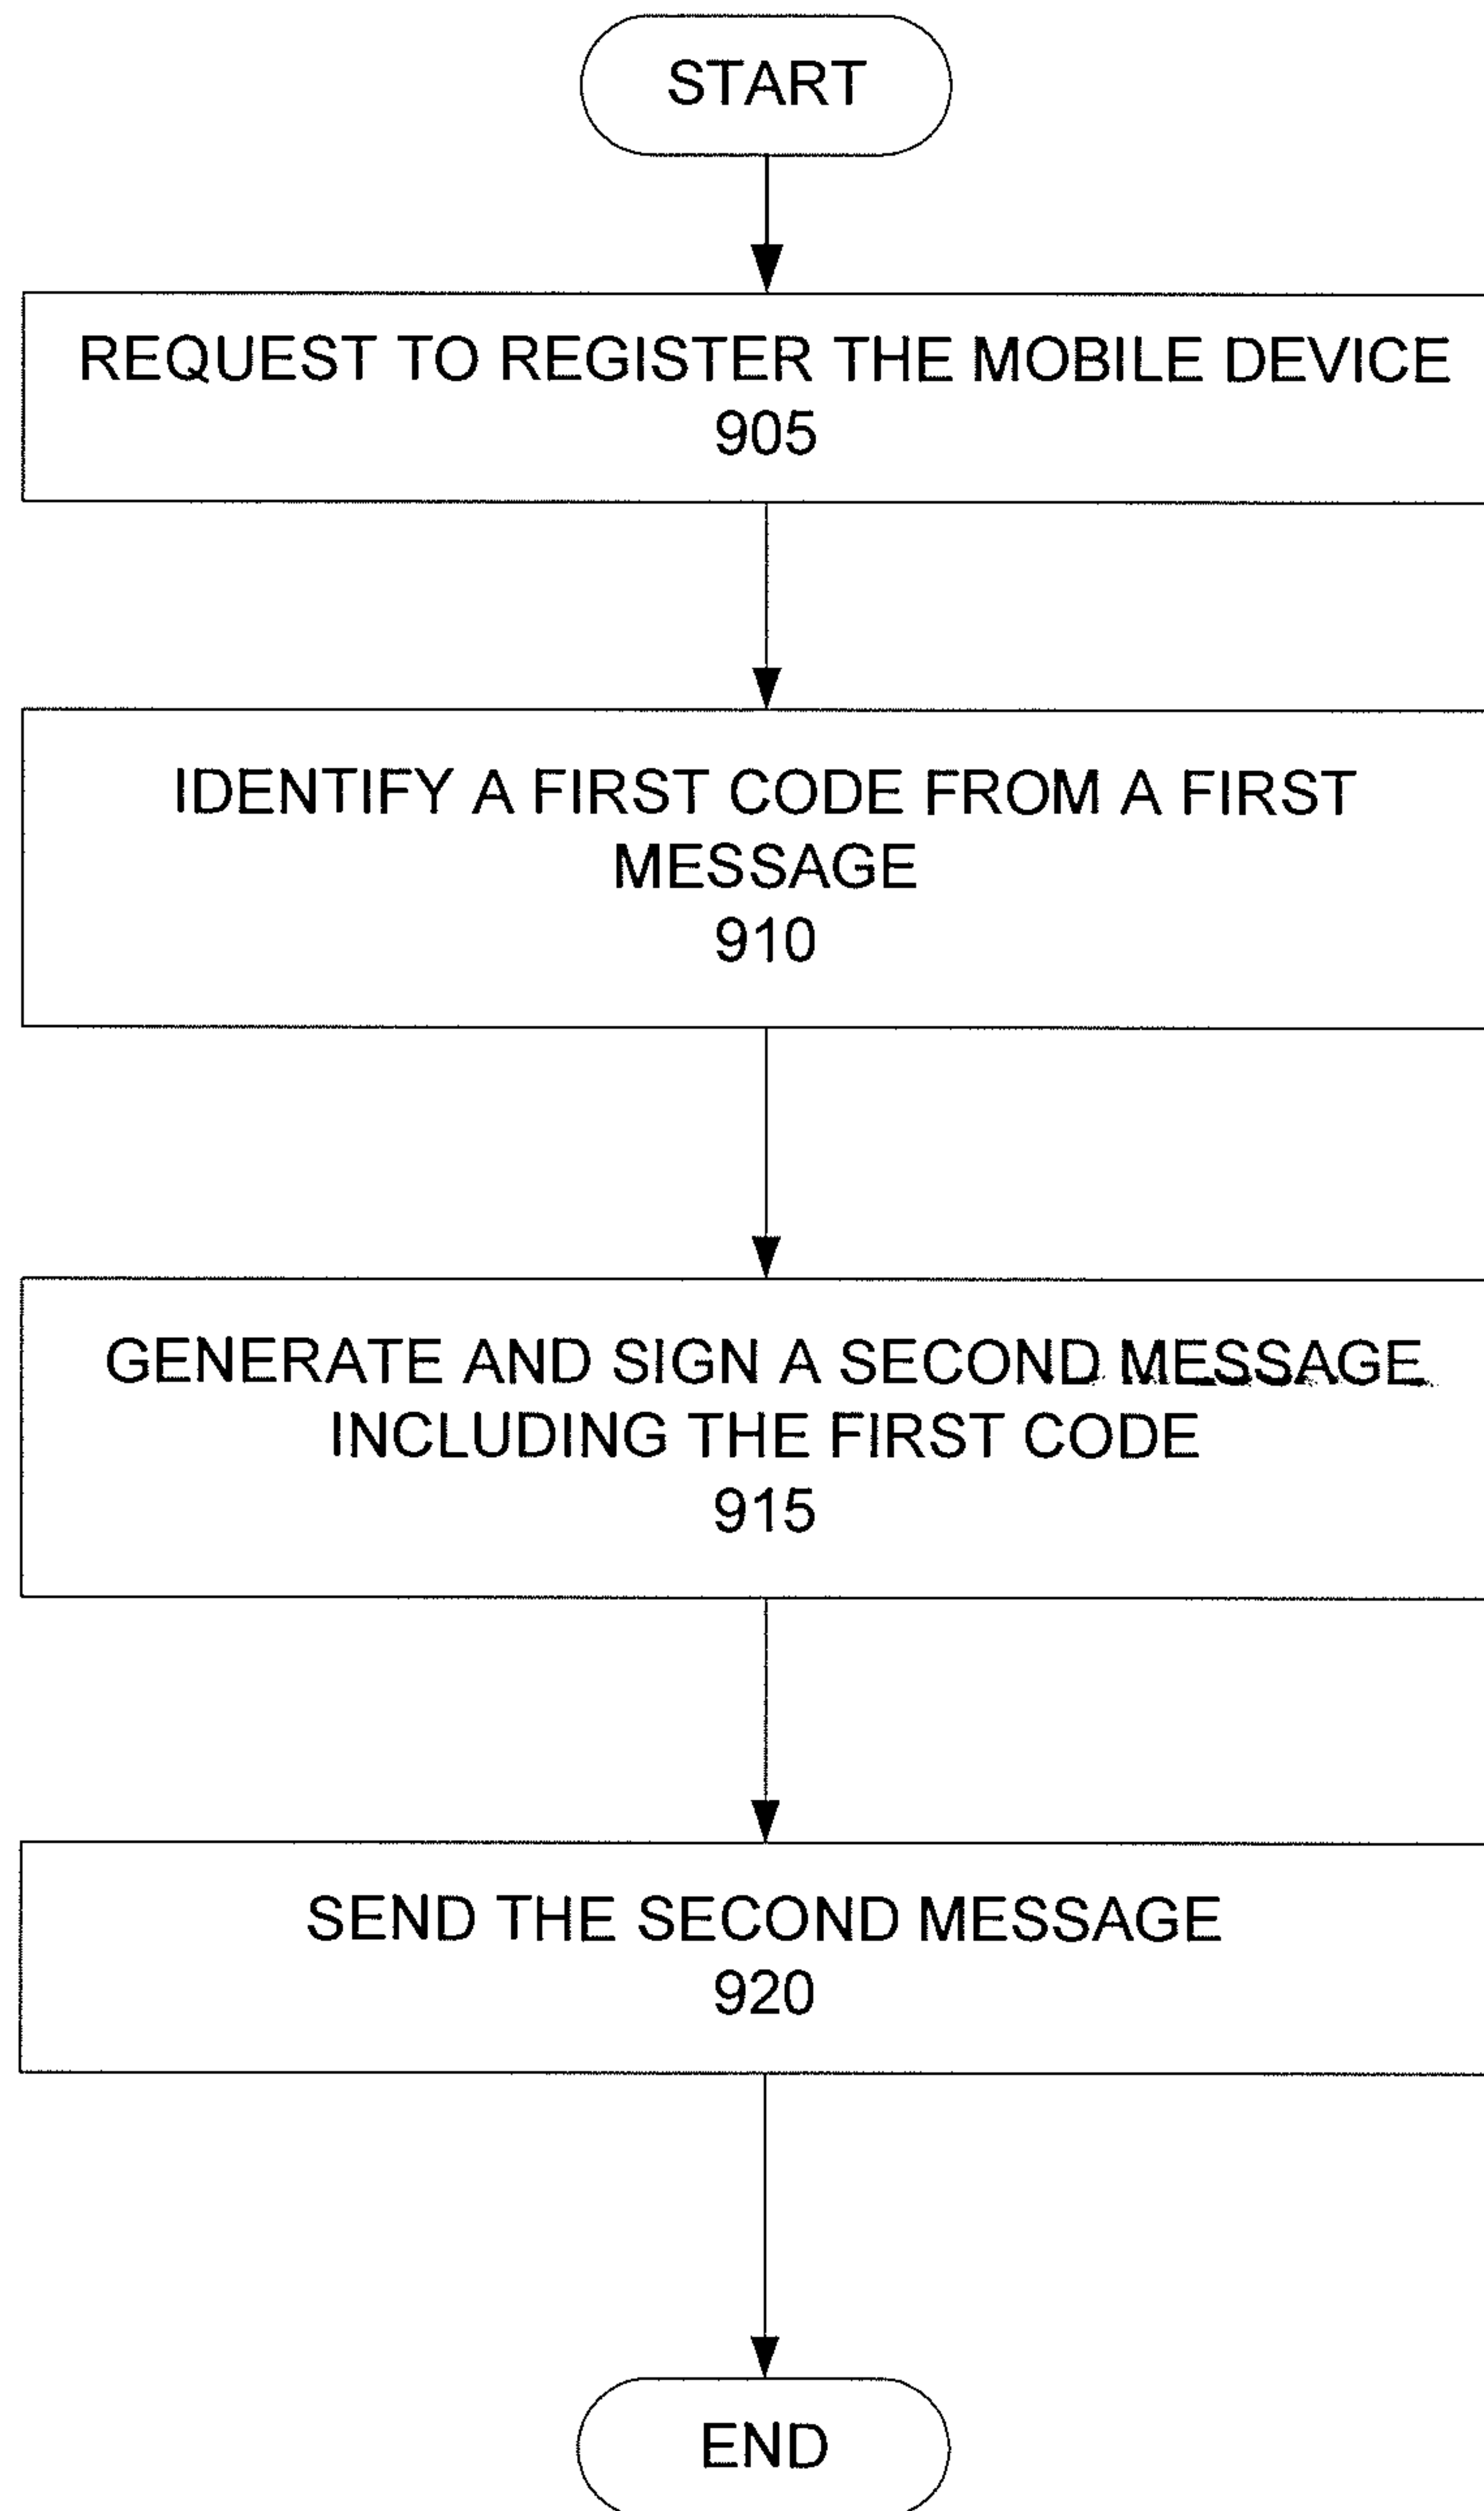 START
REQUEST TO REGISTER THE MOBILE DEVICE
905
IDENTIFY A FIRST CODE FROM A FIRST
MESSAGE
910
GENERATE AND SIGN A SECOND MESSAGE
INCLUDING THE FIRST CODE
915
SEND THE SECOND MESSAGE
920
END